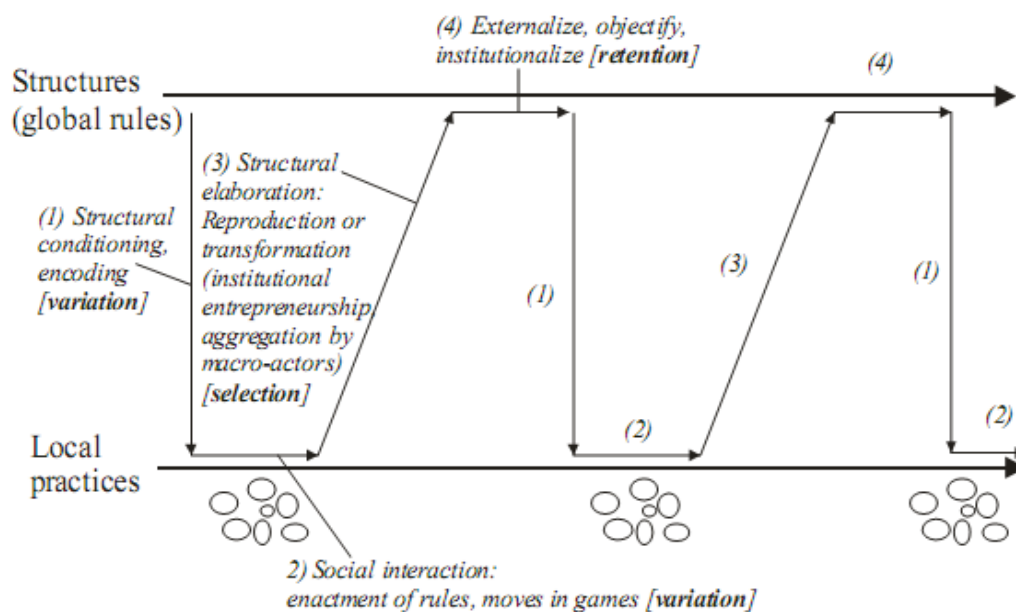 (4) Externalize, objectify,
institutionalize [retention]
(4)
Structures
(global rules)
(3) Structural
elaboration:
Reproduction or
transformation
(institutional
entrepreneurship,
aggregation by
macro-actors)
[selection]
(1) Structural
conditioning,
encoding
[variation]
(1)
(3)
(1)
(2)
(2)
Local
practices
2) Social interaction:
enactment of rules, moves in games [variation]